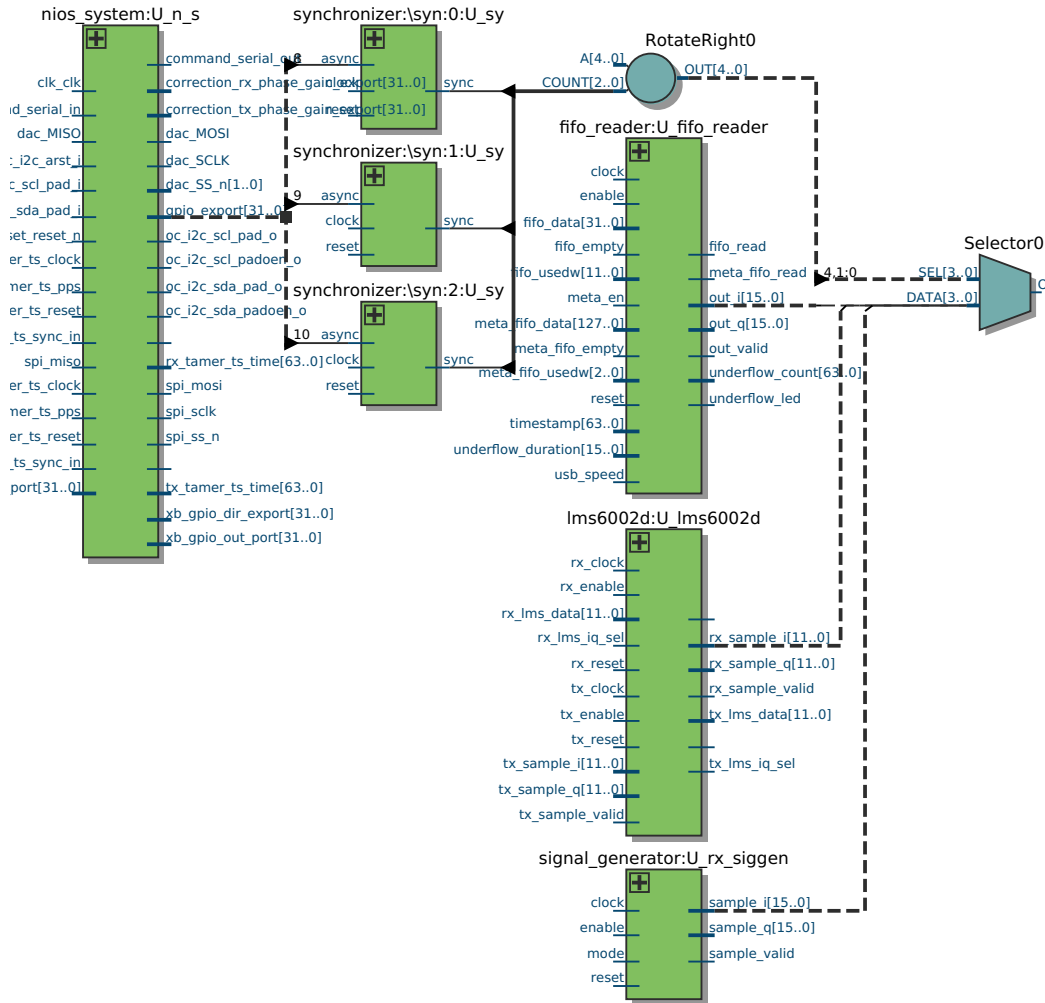 nios_system:U_n_s
clk_clk
d_serial_in
dac_MISO
c_i2c_arst_i
c_scl_pad_i
_sda_pad_i
set_reset_n
er_ts_clock
mer_ts_pps
er_ts_reset
_ts_sync_in
spi_miso
er_ts_clock
mer_ts_pps
er_ts_reset
_ts_sync_in
port[31..0]
command_serial_out
correction_rx_phase_gain_export[31..0]
correction_tx_phase_gain_export[31..0]
dac_MOSI
dac_SCLK
dac_SS_n[1..0]
gpio_export[31..0]
oc_i2c_scl_pad_o
oc_i2c_scl_padoen_o
oc_i2c_sda_pad_o
oc_i2c_sda_padoen_o
rx_tamer_ts_time[63..0]
spi_mosi
spi_sclk
spi_ss_n
tx_tamer_ts_time[63..0]
xb_gpio_dir_export[31..0]
xb_gpio_out_port[31..0]
synchronizer:\syn:0:U_sy
8
async
clock
reset
sync
synchronizer:\syn:1:U_sy
9
async
clock
reset
sync
synchronizer:\syn:2:U_sy
10
async
clock
reset
sync
RotateRight0
A[4..0]
COUNT[2..0]
OUT[4..0]
fifo_reader:U_fifo_reader
clock
enable
fifo_data[31..0]
fifo_empty
fifo_usedw[11..0]
meta_en
meta_fifo_data[127..0]
meta_fifo_empty
meta_fifo_usedw[2..0]
reset
timestamp[63..0]
underflow_duration[15..0]
usb_speed
fifo_read
meta_fifo_read
out_i[15..0]
out_q[15..0]
out_valid
underflow_count[63..0]
underflow_led
Selector0
4,1:0
SEL[3..0]
DATA[3..0]
lms6002d:U_lms6002d
rx_clock
rx_enable
rx_lms_data[11..0]
rx_lms_iq_sel
rx_reset
tx_clock
tx_enable
tx_reset
tx_sample_i[11..0]
tx_sample_q[11..0]
tx_sample_valid
rx_sample_i[11..0]
rx_sample_q[11..0]
rx_sample_valid
tx_lms_data[11..0]
tx_lms_iq_sel
signal_generator:U_rx_siggen
clock
enable
mode
reset
sample_i[15..0]
sample_q[15..0]
sample_valid